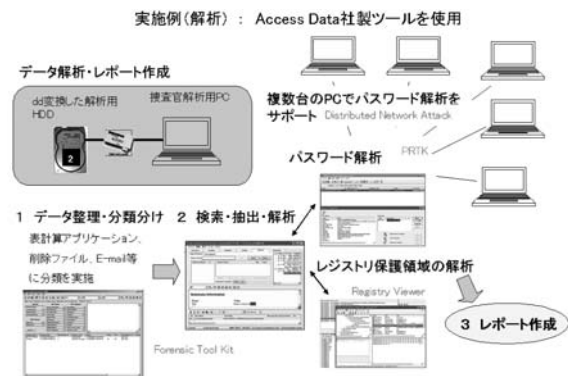 実施例(解析) : Access Data社製ツールを使用
データ解析・レポート作成
dd変換した解析用
HDD
捜査官解析用PC
2
複数台のPCでパスワード解析を
サポート Distributed Network Attack
PRTK
パスワード解析
1 データ整理・分類分け
表計算アプリケーション、
削除ファイル、E-mail等
に分類を実施
2 検索・抽出・解析
Forensic Tool Kit
レジストリ保護領域の解析
Registry Viewer
3 レポート作成